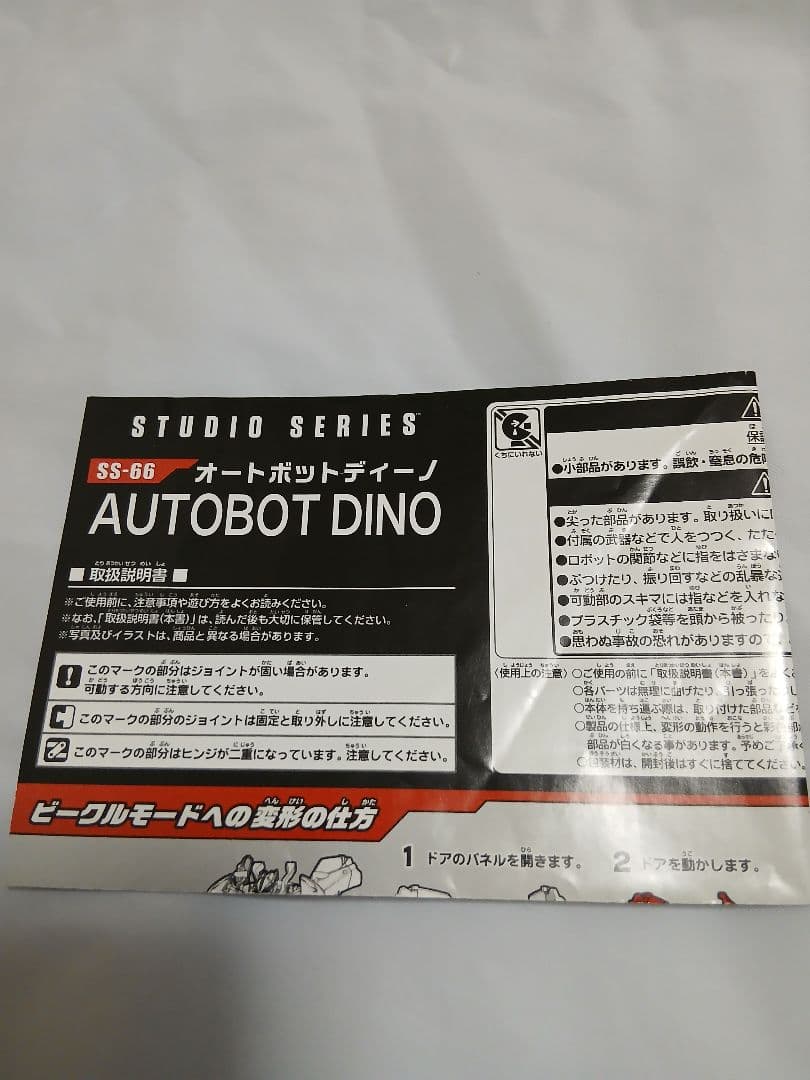 STUDIO SERIES™
SS-66 オートボットディーノ
AUTOBOT DINO
■ 取扱説明書 ■
※ご使用前に、注意事項や遊び方をよくお読みください。
※なお、「取扱説明書(本書)」は、読んだ後も大切に保管してください。
※写真及びイラストは、商品と異なる場合があります。
このマークの部分はジョイントが固い場合があります。
可動する方向に注意してください。
このマークの部分のジョイントは固定と取り外しに注意してください。
このマークの部分はヒンジが二重になっています。注意してください。
くちにいれない
●小部品があります。誤飲・窒息の危
●尖った部品があります。取り扱いに
●付属の武器などで人をつつく、たた
●ロボットの関節などに指をはさまな
●ぶつけたり、振り回すなどの乱暴な
●可動部のスキマには指などを入れな
●プラスチック袋等を頭から被ったり
●思わぬ事故の恐れがありますので、
〈使用上の注意〉○ご使用の前に「取扱説明書(本書)」をよく
○各パーツは無理に曲げたり、引っ張った
○本体を持ち運ぶ際は、取り付けた部品など
○製品の仕様上、変形の動作を行うと彩色部
部品が白くなる事があります。予めご了承く
○包装材は、開封後はすぐに捨ててください。
ビークルモードへの変形の仕方
1 ドアのパネルを開きます。
2 ドアを動かします。